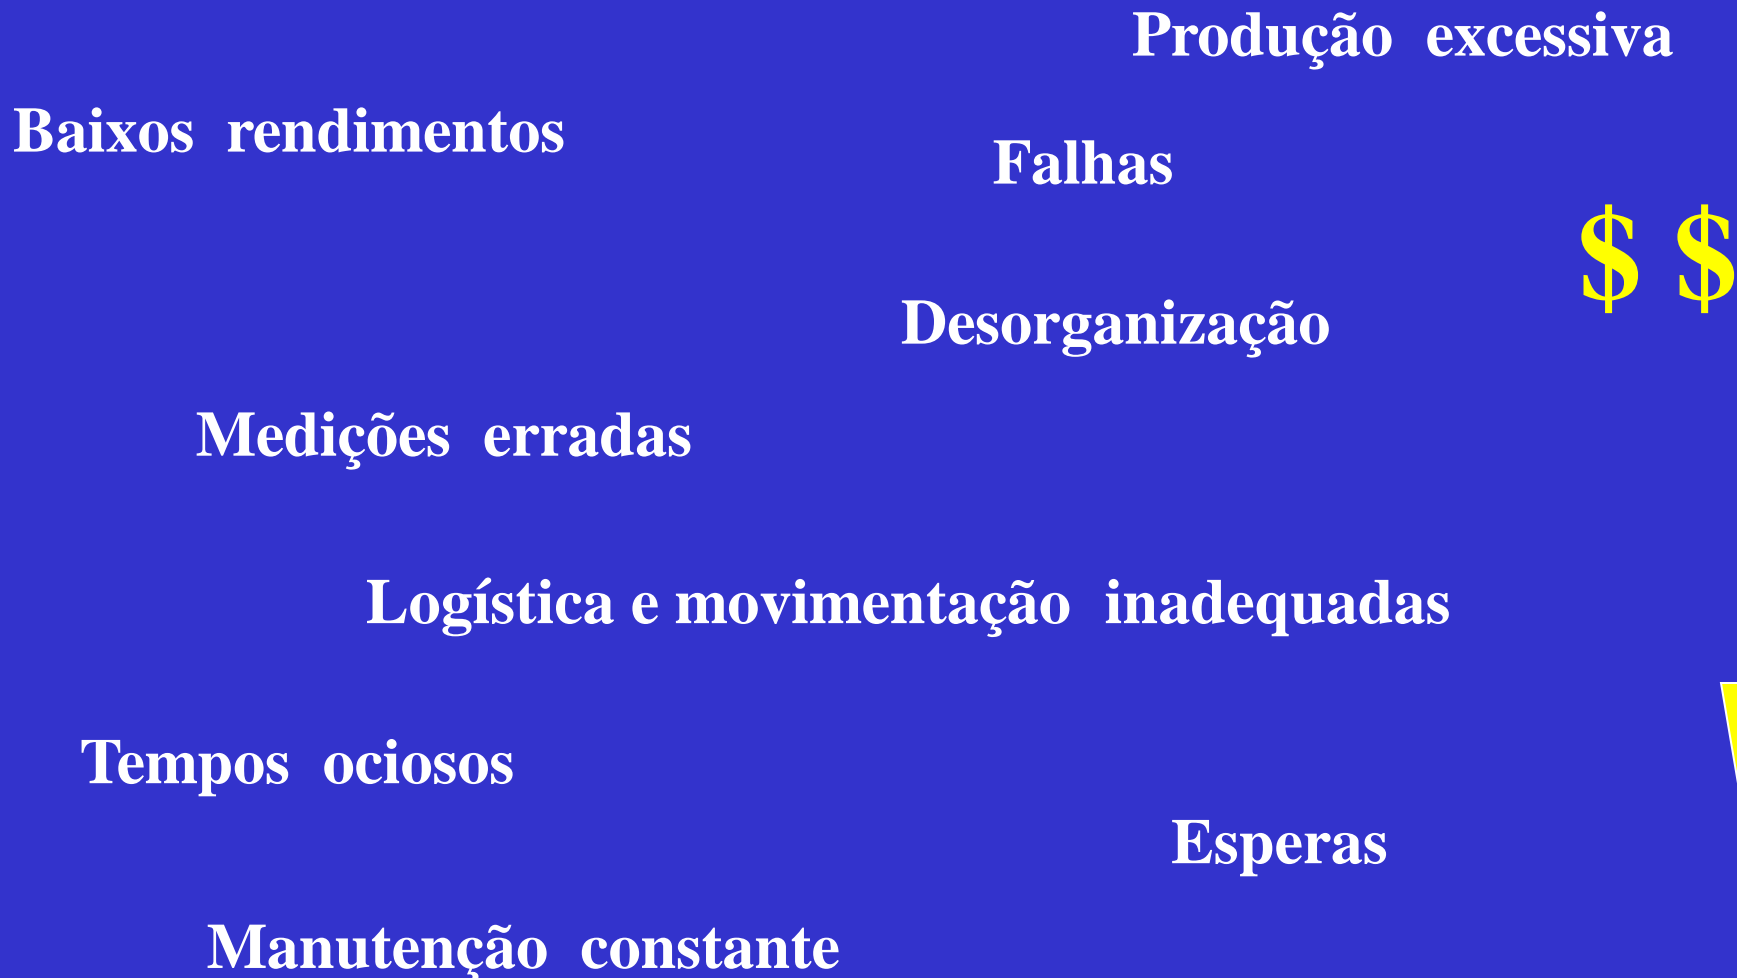 Produção excessiva
Baixos rendimentos
Falhas
$ $
Desorganização
Medições erradas
Logística e movimentação inadequadas
Tempos ociosos
Esperas
Manutenção constante